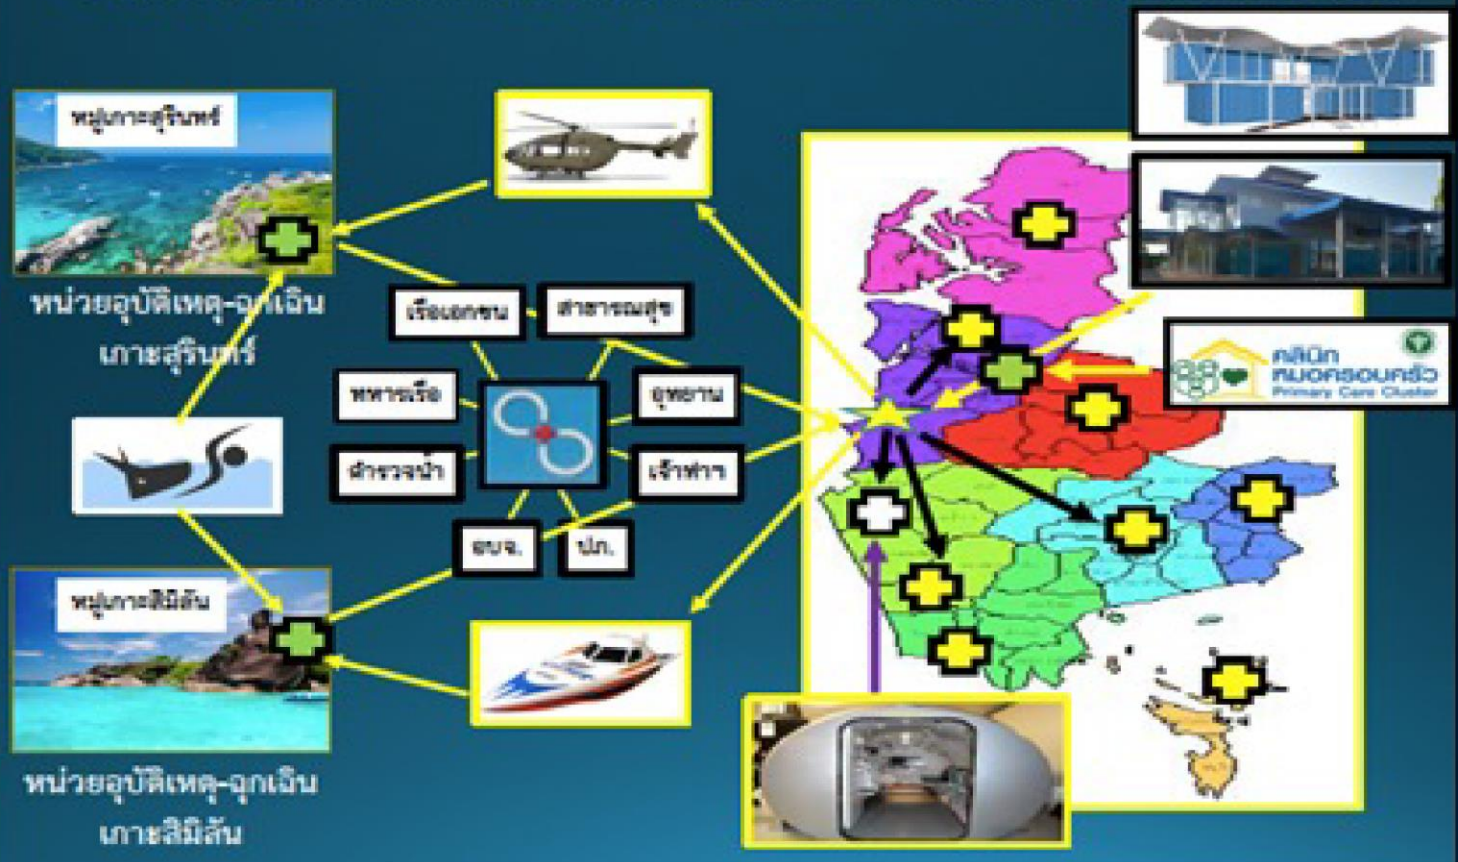 หมู่เกาะสุรินทร์
หน่วยอุบัติเหตุ-ฉุกเฉิน
เกาะสุรินทร์
เรือเอกชน
สาธารณสุข
ทหารเรือ
อุทยาน
ตำรวจน้ำ
เจ้าท่าฯ
อบจ.
ปภ.
คลินิก
หมอครอบครัว
Primary Care Cluster
หมู่เกาะสิมิลัน
หน่วยอุบัติเหตุ-ฉุกเฉิน
เกาะสิมิลัน